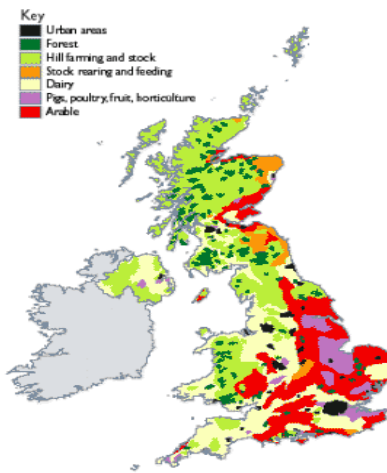 Key
Urban areas
Forest
Hill farming and stock
Stock rearing and feeding
Dairy
Pigs, poultry, fruit, horticulture
Arable